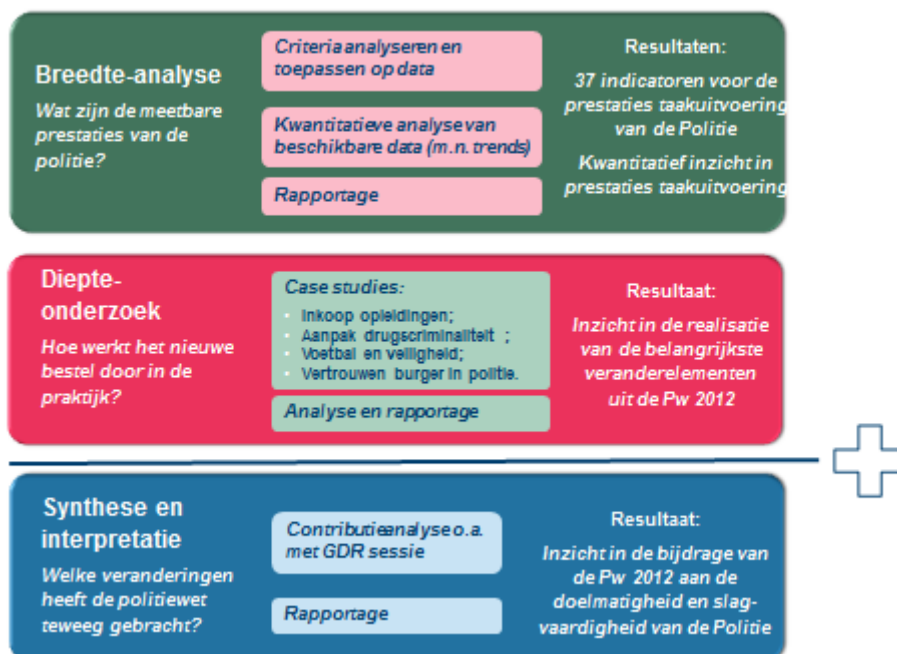 Breedte-analyse
Wat zijn de meetbare
prestaties van de
politie?
Criteria analyseren en
toepassen op data
Kwantitatieve analyse van
beschikbare data (m.n. trends)
Rapportage
Resultaten:
37 indicatoren voor de
prestaties taakuitvoering
van de Politie
Kwantitatief inzicht in
prestaties taakuitvoering
Diepte-
onderzoek
Hoe werkt het nieuwe
bestel door in de
praktijk?
Case studies:
• Inkoop opleidingen;
• Aanpak drugscriminaliteit ;
• Voetbal en veiligheid;
• Vertrouwen burger in politie.
Analyse en rapportage
Resultaat:
Inzicht in de realisatie
van de belangrijkste
veranderelementen
uit de Pw 2012
Synthese en
interpretatie
Welke veranderingen
heeft de politiewet
teweeg gebracht?
Contributieanalyse o.a.
met GDR sessie
Rapportage
Resultaat:
Inzicht in de bijdrage van
de Pw 2012 aan de
doelmatigheid en slag-
vaardigheid van de Politie